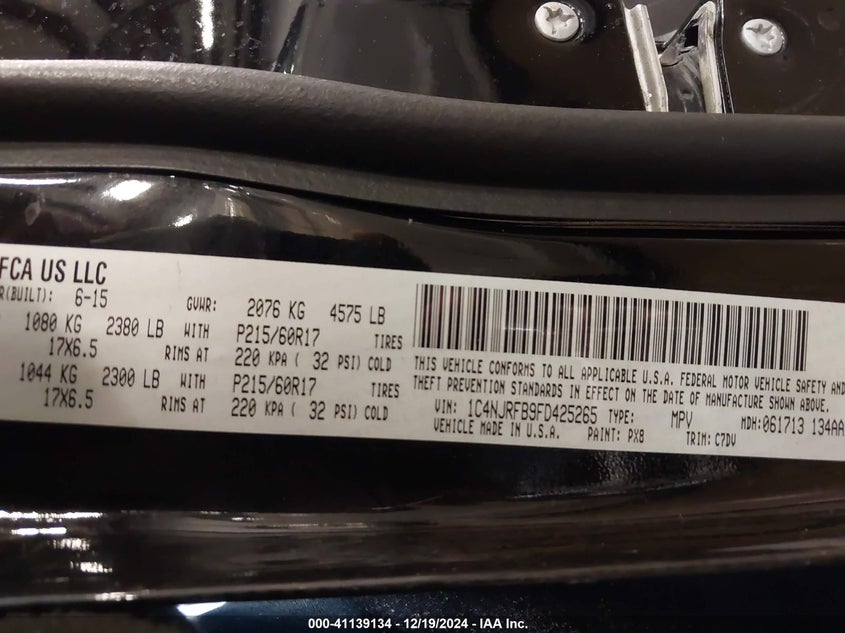 FCA US LLC
R(BUILT): 6-15 GVWR: 2076 KG 4575 LB
1080 KG 2380 LB WITH P215/60R17 TIRES
17X6.5 RIMS AT 220 KPA ( 32 PSI) COLD
1044 KG 2300 LB WITH P215/60R17 TIRES
17X6.5 RIMS AT 220 KPA ( 32 PSI) COLD
THIS VEHICLE CONFORMS TO ALL APPLICABLE U.S.A. FEDERAL MOTOR VEHICLE SAFETY AND
THEFT PREVENTION STANDARDS IN EFFECT ON THE DATE OF MANUFACTURE SHOWN ABOVE.
VIN: 1C4NJRFB9FD425265 TYPE: MPV MDH:061713 134AA
VEHICLE MADE IN U.S.A. PAINT: PX8 TRIM: C7DV
000-41139134 - 12/19/2024 - IAA Inc.